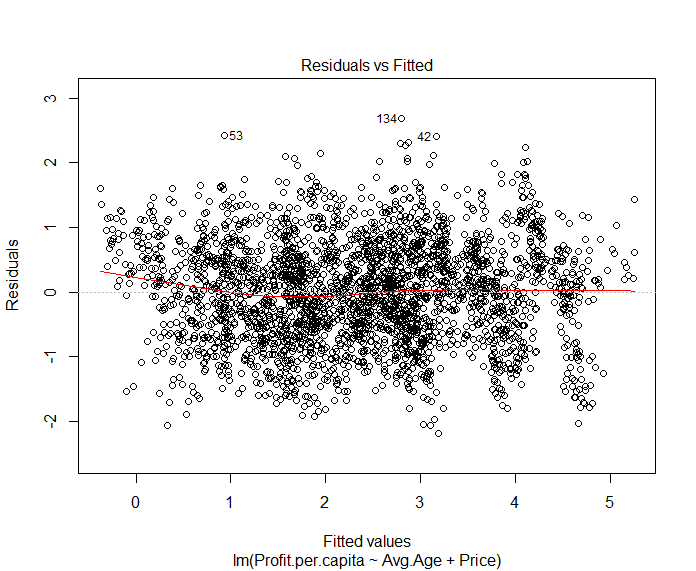 Residuals vs Fitted
Residuals
3
2
1
0
-1
-2
134
53
42
0 1 2 3 4 5
Fitted values
lm(Profit.per.capita ~ Avg.Age + Price)